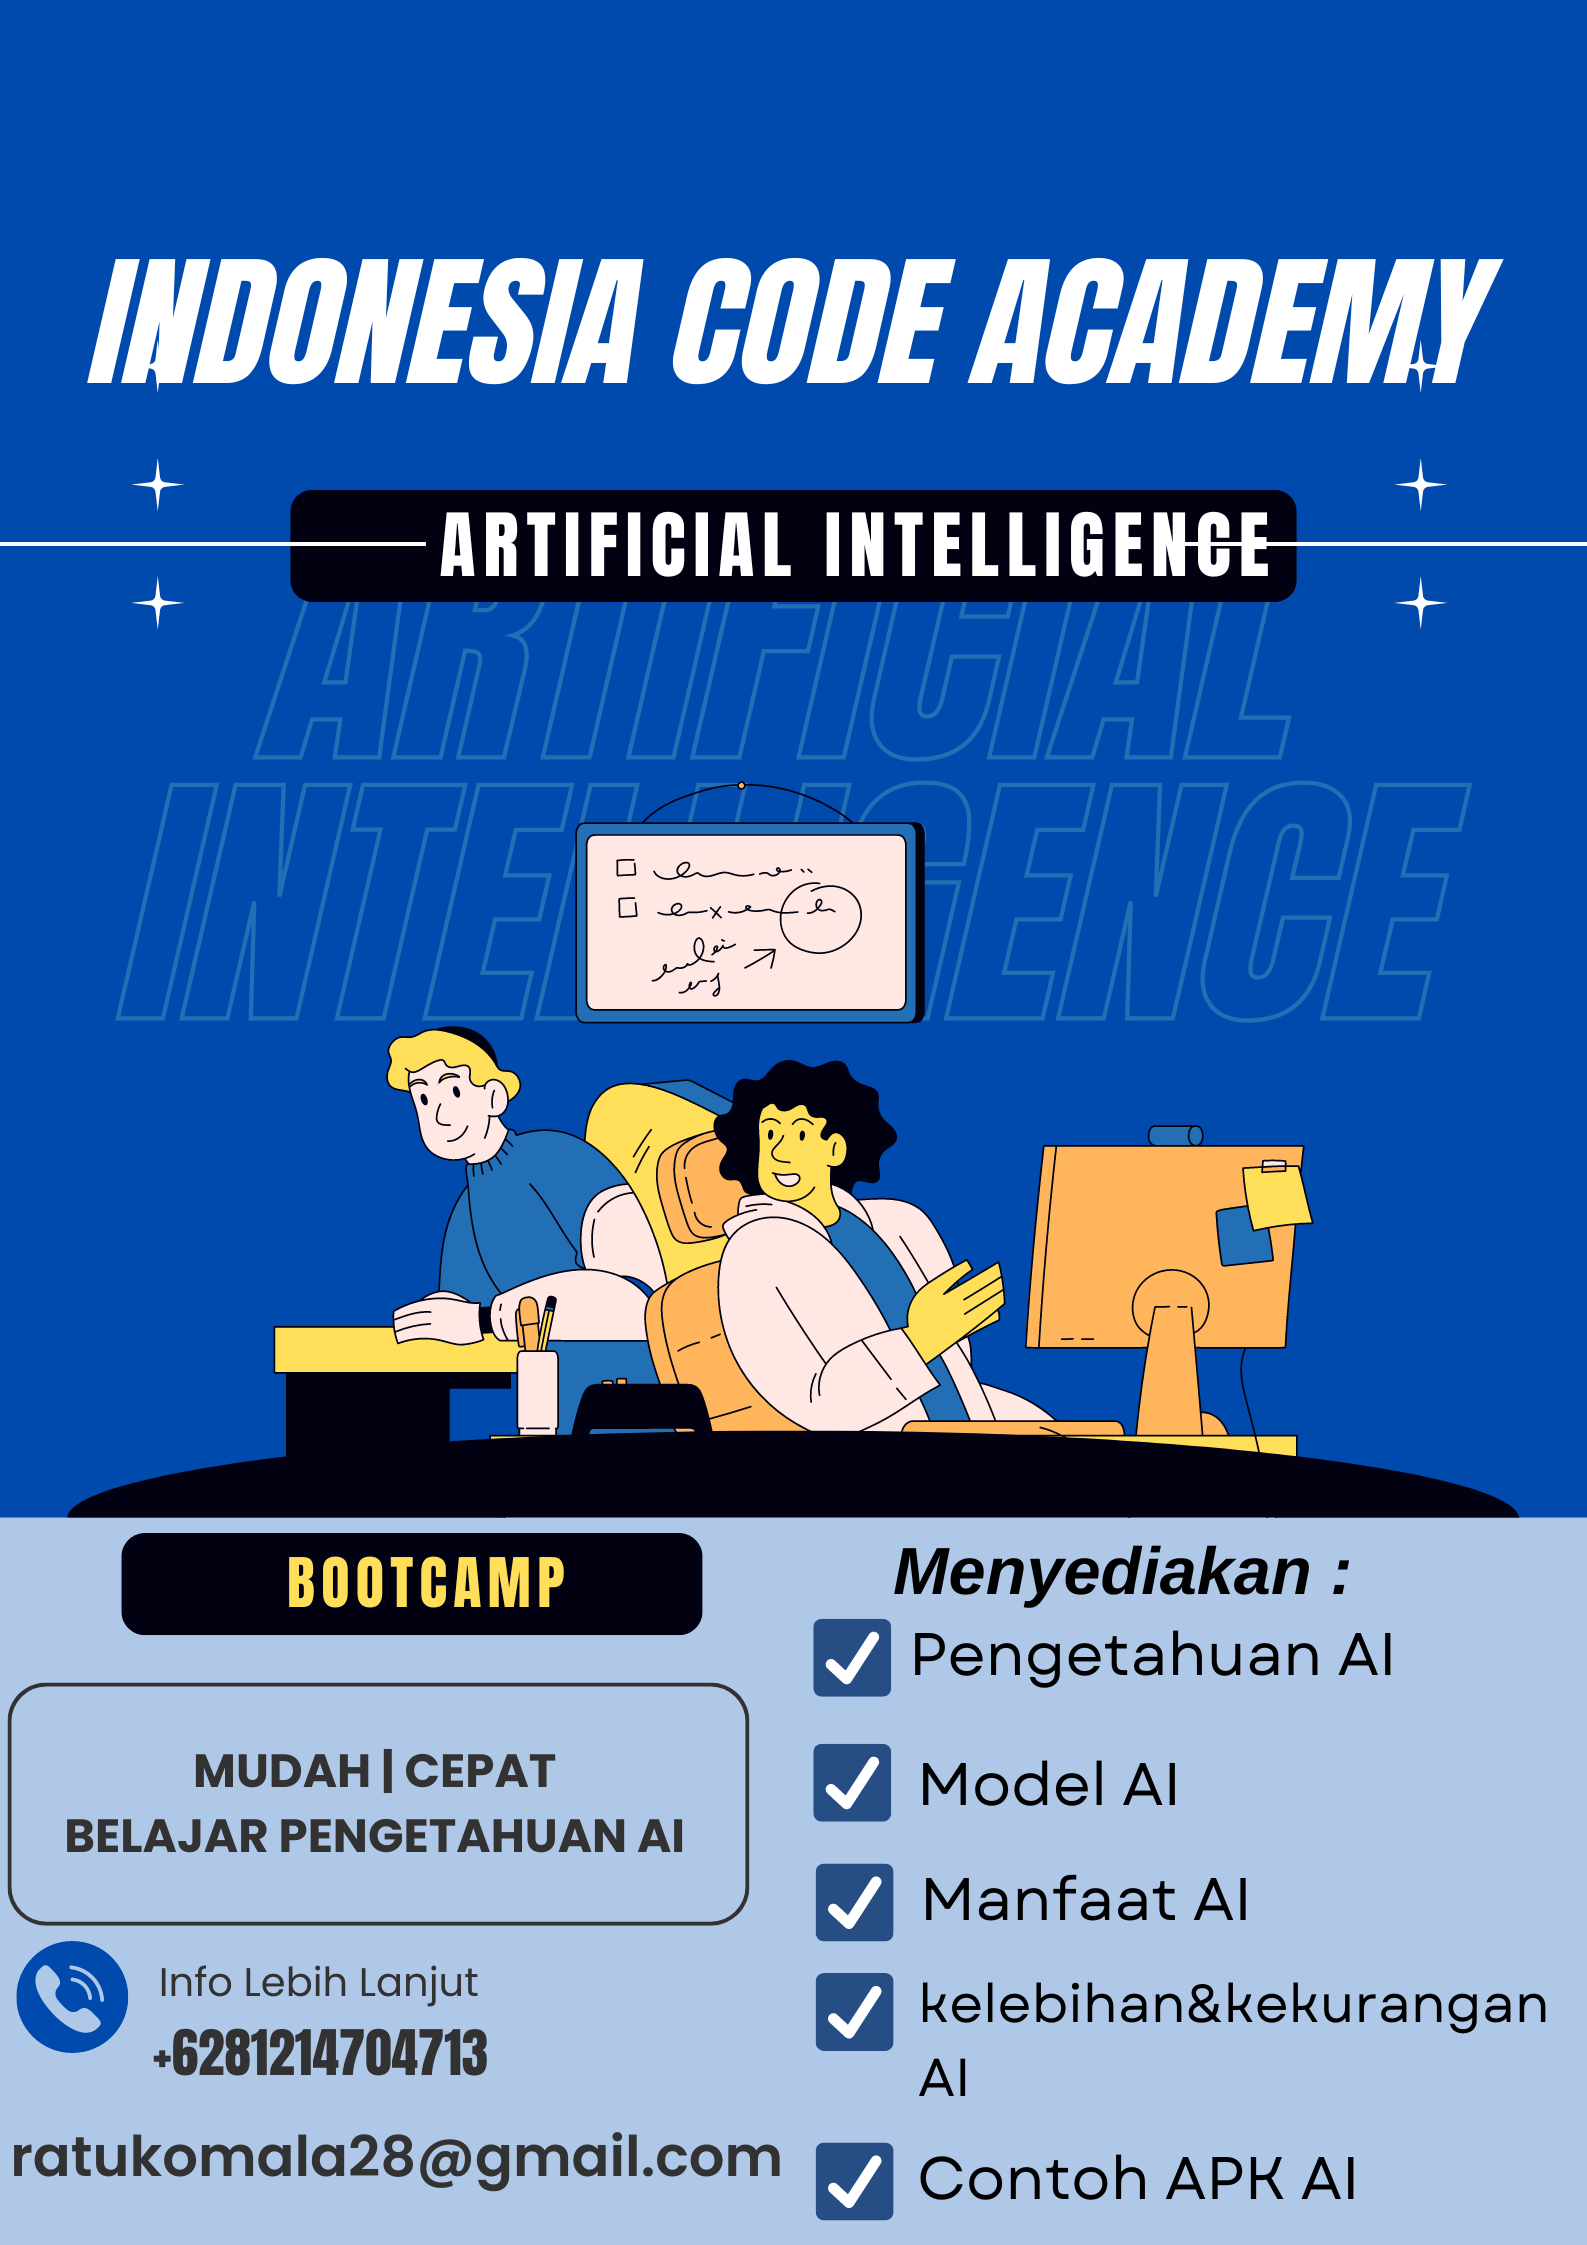 INDONESIA CODE ACADEMY
ARTIFICIAL INTELLIGENCE
ARTIFICIAL
INTELLIGENCE
BOOTCAMP
MUDAH | CEPAT
BELAJAR PENGETAHUAN AI
Info Lebih Lanjut
+6281214704713
ratukomala28@gmail.com
Menyediakan :
Pengetahuan AI
Model AI
Manfaat AI
kelebihan&kekurangan
AI
Contoh APK AI